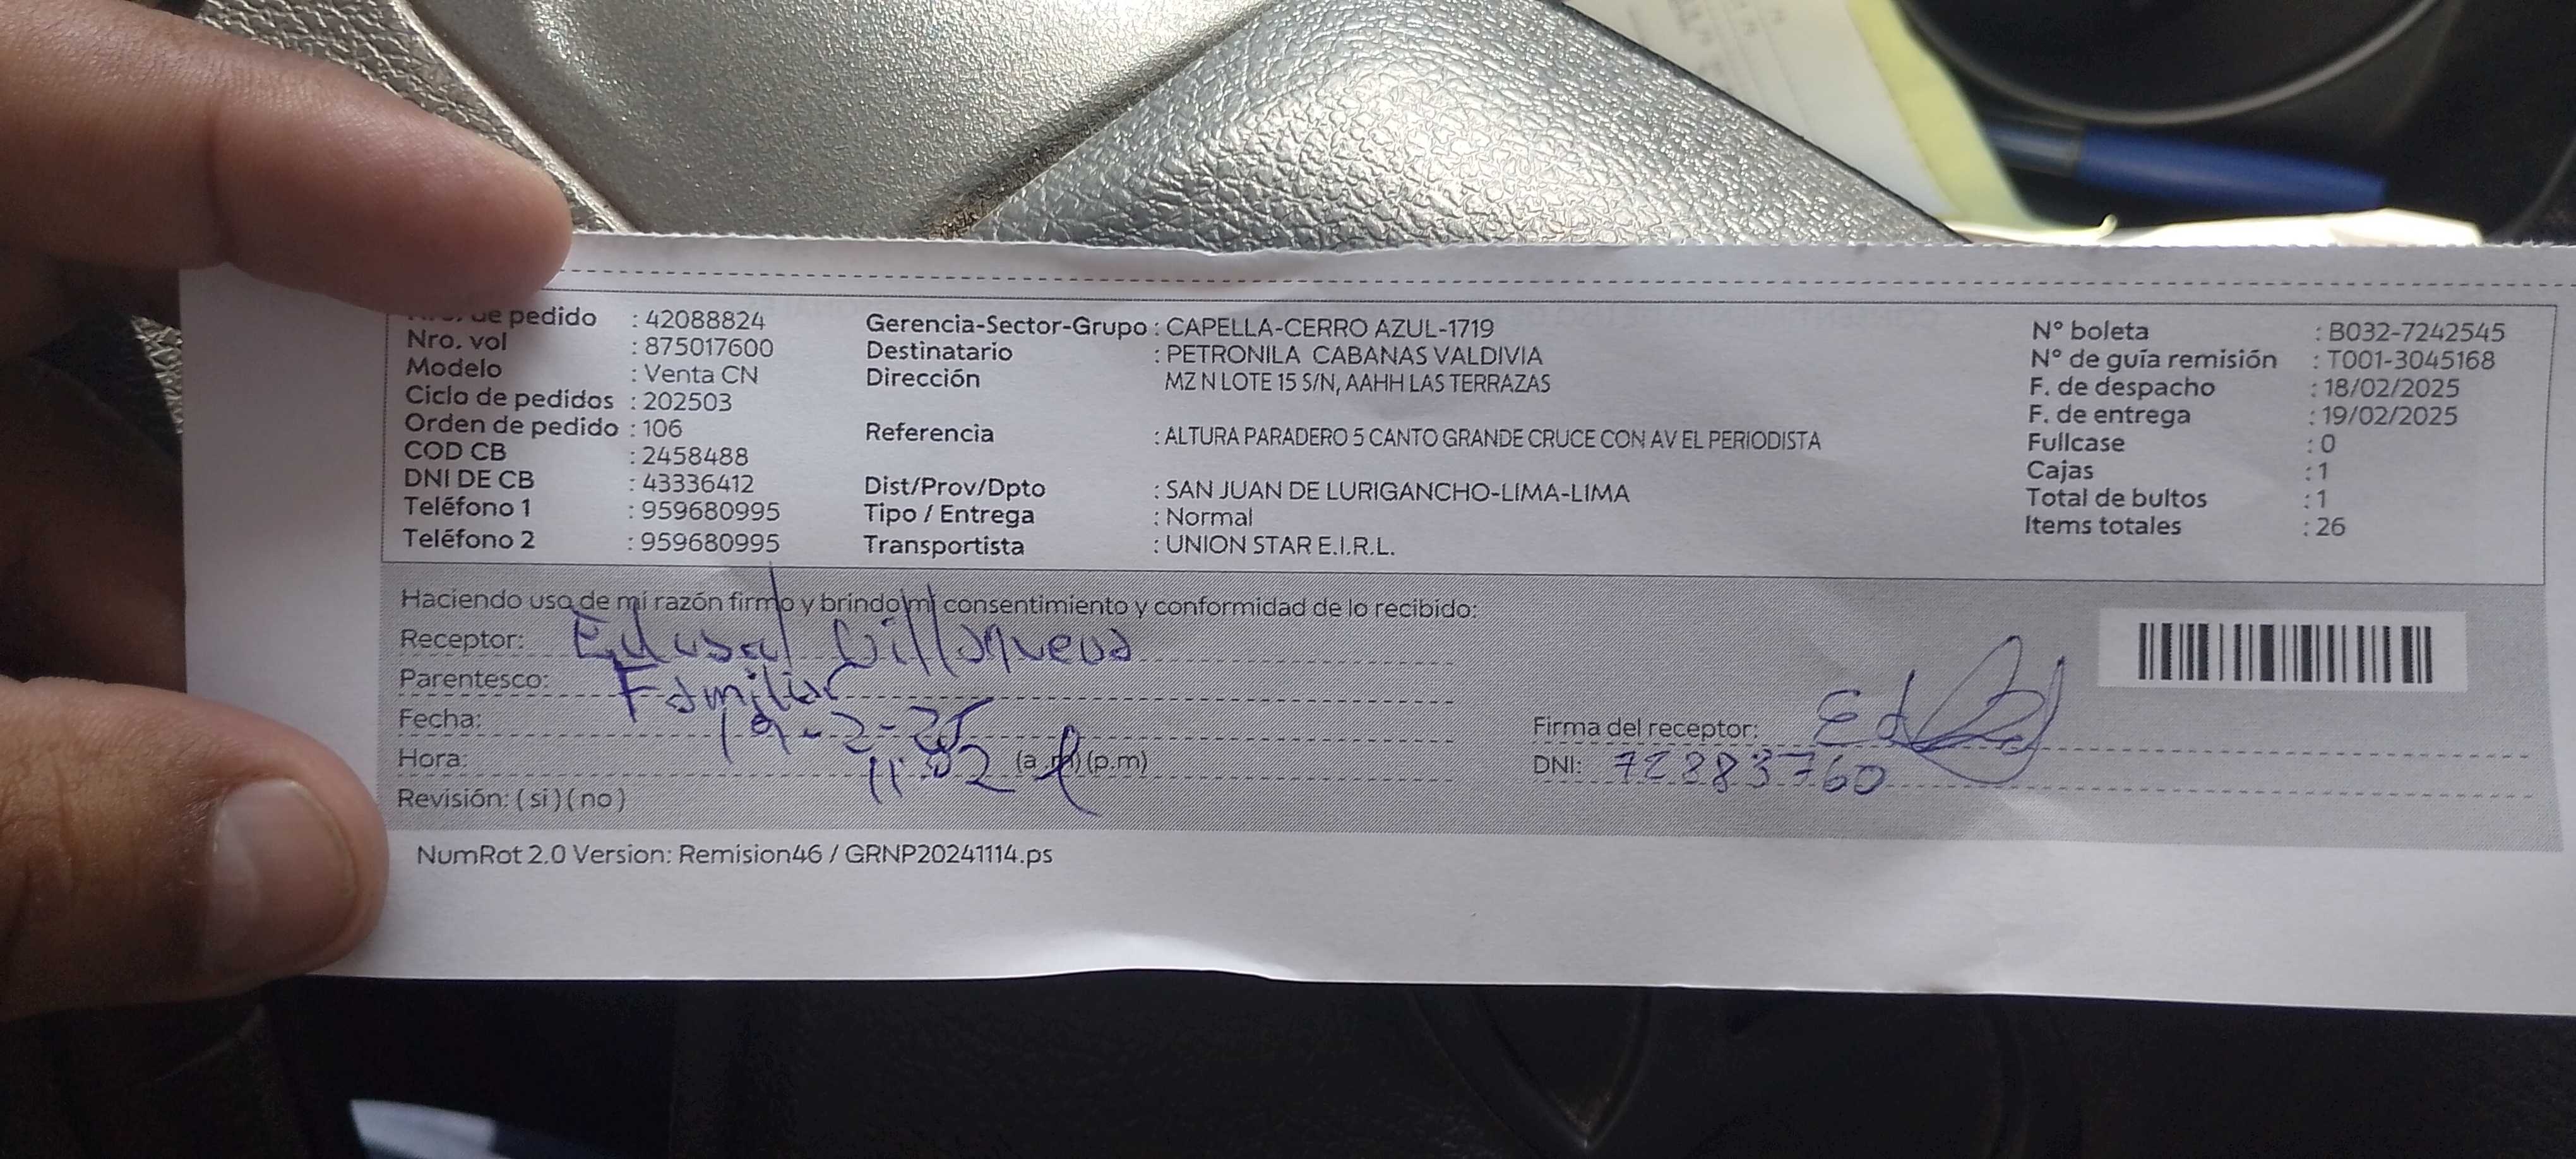 de pedido : 42088824
Nro. vol : 875017600
Modelo : Venta CN
Ciclo de pedidos : 202503
Orden de pedido : 106
COD CB : 2458488
DNI DE CB : 43336412
Teléfono 1 : 959680995
Teléfono 2 : 959680995
Gerencia-Sector-Grupo : CAPELLA-CERRO AZUL-1719
Destinatario : PETRONILA CABANAS VALDIVIA
Dirección MZ N LOTE 15 S/N, AAHH LAS TERRAZAS
Referencia : ALTURA PARADERO 5 CANTO GRANDE CRUCE CON AV EL PERIODISTA
Dist/Prov/Dpto : SAN JUAN DE LURIGANCHO-LIMA-LIMA
Tipo / Entrega : Normal
Transportista : UNION STAR E.I.R.L.
N° boleta : B032-7242545
N° de guía remisión : T001-3045168
F. de despacho : 18/02/2025
F. de entrega : 19/02/2025
Fullcase : 0
Cajas : 1
Total de bultos : 1
Items totales : 26
Haciendo uso de mi razón firmo y brindo mi consentimiento y conformidad de lo recibido:
Receptor: Villanueva
Parentesco: Familiar
Fecha: 19-2-25
Hora: 11:02 (a.m) (p.m)
Revisión: ( si ) ( no )
Firma del receptor:
DNI: 72883760
NumRot 2.0 Version: Remision46 / GRNP20241114.ps